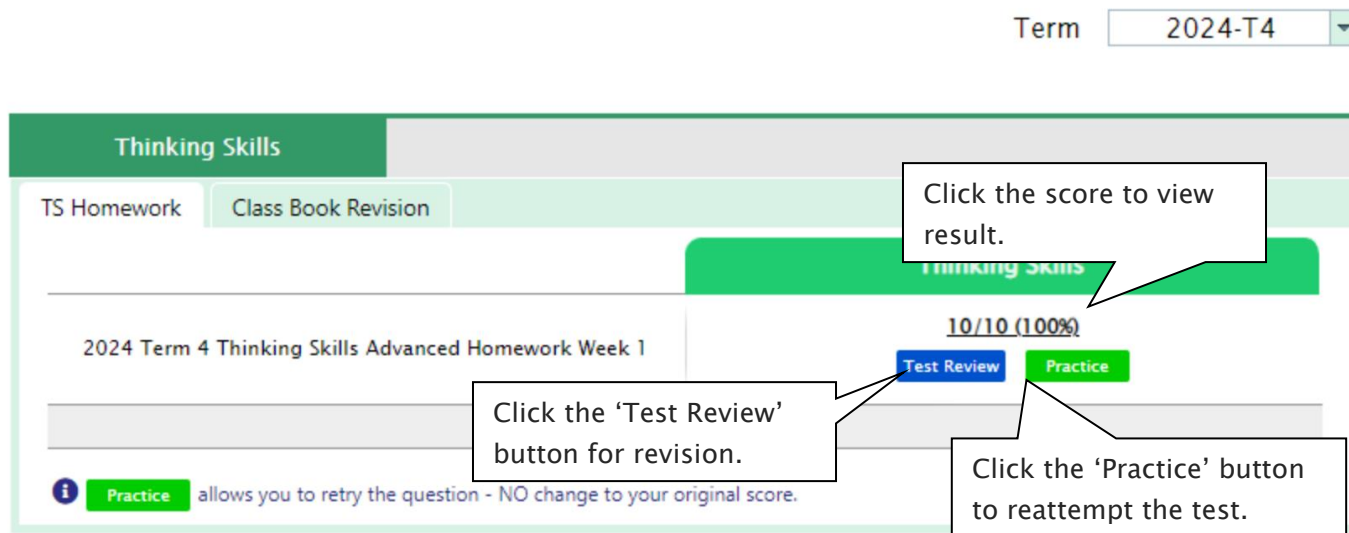 Term 2024-T4
Thinking Skills
TS Homework Class Book Revision
Click the score to view
result.
Thinking Skills
10/10 (100%)
2024 Term 4 Thinking Skills Advanced Homework Week 1
Test Review Practice
Click the ‘Test Review’
button for revision.
Click the ‘Practice’ button
to reattempt the test.
Practice allows you to retry the question - NO change to your original score.